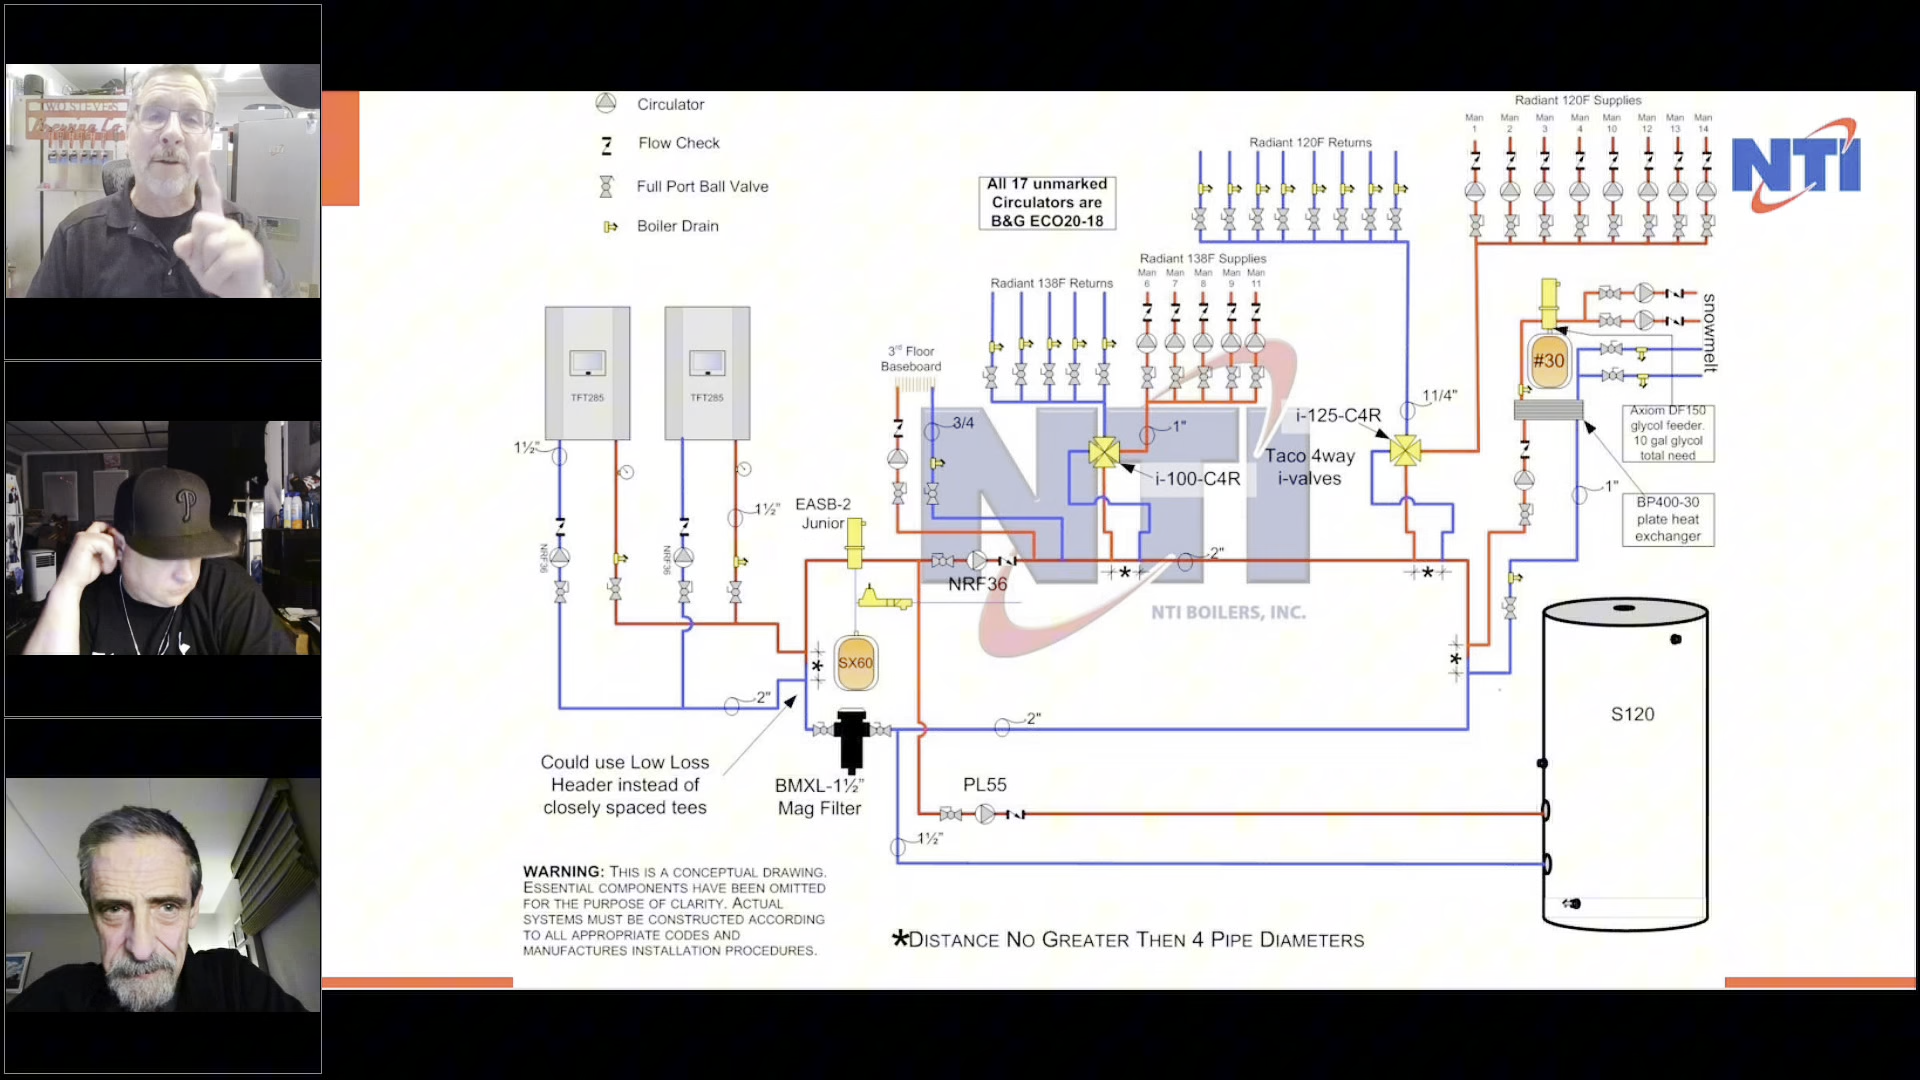 TWO STEVE'S
Circulator
Flow Check
Full Port Ball Valve
Boiler Drain
All 17 unmarked
Circulators are
B&G ECO20-18
Radiant 120F Returns
Radiant 120F Supplies
Man Man Man Man Man Man Man Man
1 2 3 4 10 12 13 14
NTI
Radiant 138F Supplies
Man Man Man Man Man
6 7 8 9 11
Radiant 138F Returns
3rd Floor
Baseboard
snowmelt
#30
TFT285
TFT285
11/4"
i-125-C4R
3/4
1"
Axiom DF150
glycol feeder.
10 gal glycol
total need
1½"
Taco 4way
i-valves
i-100-C4R
1"
EASB-2
Junior
1½"
BP400-30
plate heat
exchanger
NRF36
NRF36
2"
NRF36
NTI
NTI BOILERS, INC.
SX60
*
*
*
*
2"
2"
S120
Could use Low Loss
Header instead of
closely spaced tees
BMXL-1½"
Mag Filter
PL55
1½"
WARNING: THIS IS A CONCEPTUAL DRAWING.
ESSENTIAL COMPONENTS HAVE BEEN OMITTED
FOR THE PURPOSE OF CLARITY. ACTUAL
SYSTEMS MUST BE CONSTRUCTED ACCORDING
TO ALL APPROPRIATE CODES AND
MANUFACTURES INSTALLATION PROCEDURES.
*DISTANCE NO GREATER THEN 4 PIPE DIAMETERS